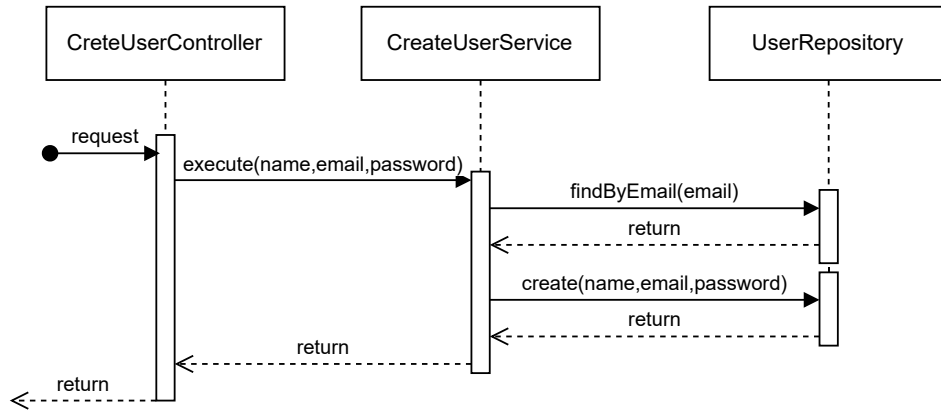 CreteUserController
CreateUserService
UserRepository
request
execute(name,email,password)
findByEmail(email)
return
create(name,email,password)
return
return
return